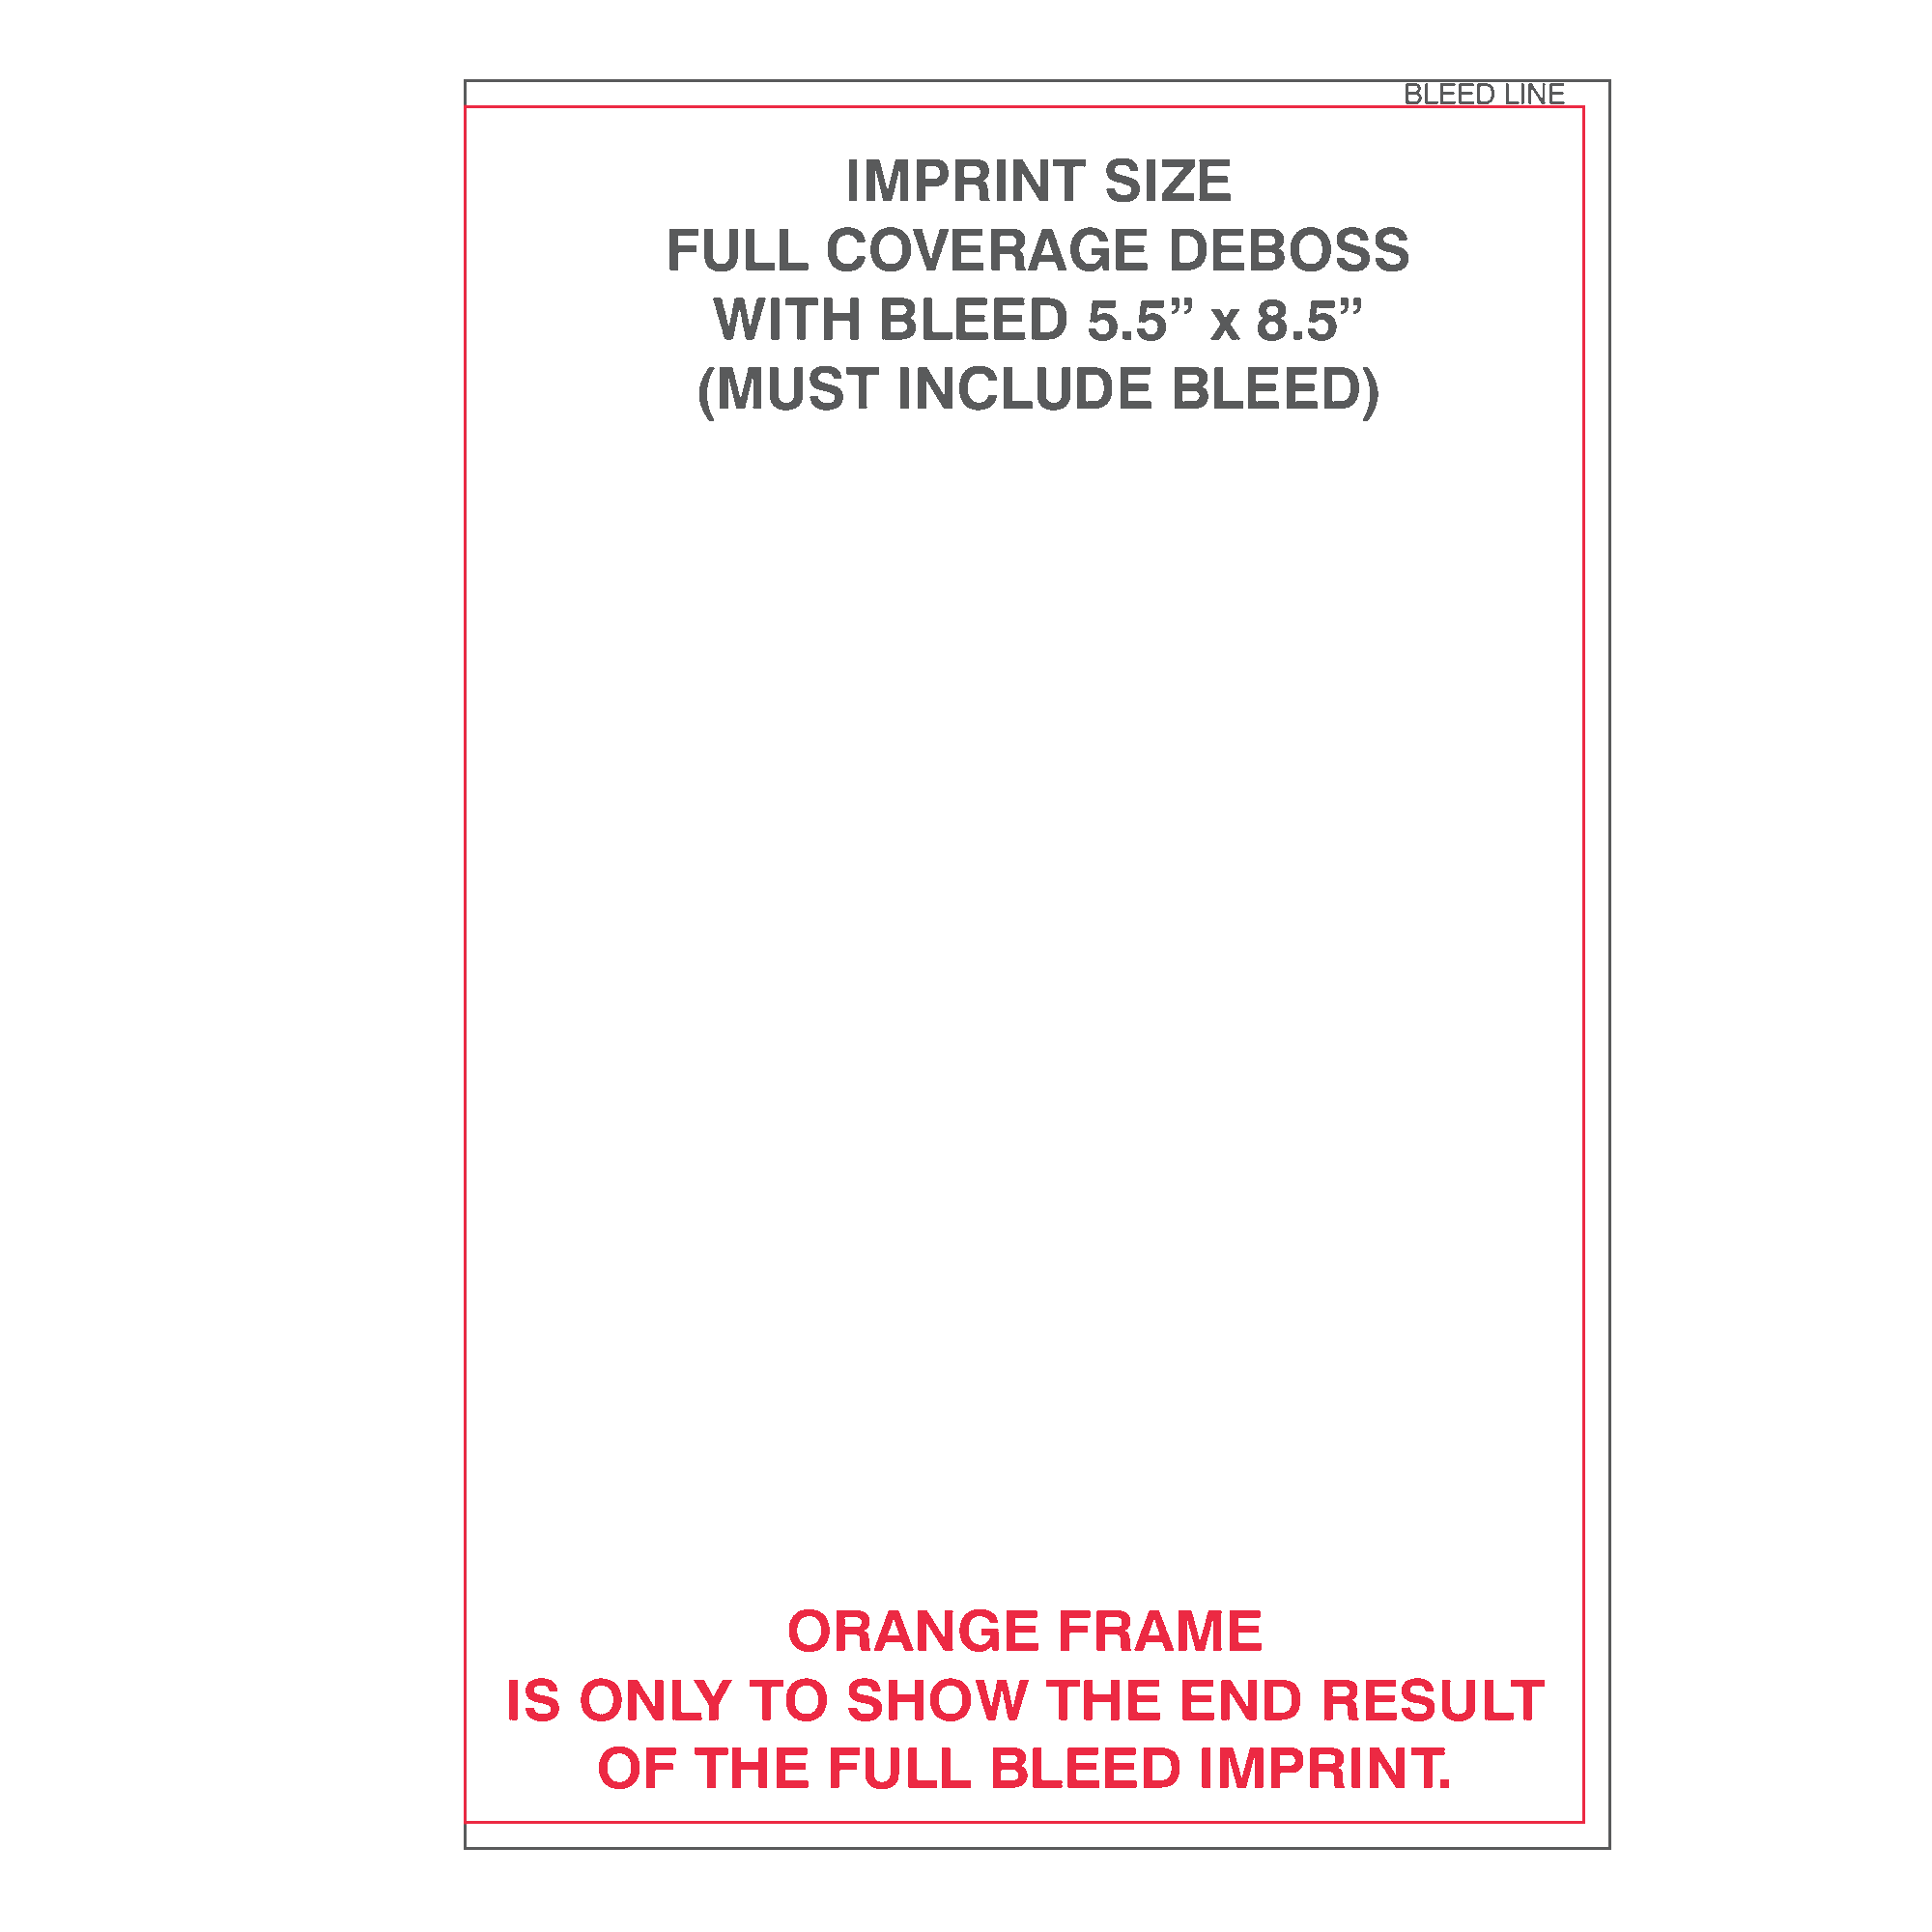 BLEED LINE
IMPRINT SIZE
FULL COVERAGE DEBOSS
WITH BLEED 5.5” x 8.5”
(MUST INCLUDE BLEED)
ORANGE FRAME
IS ONLY TO SHOW THE END RESULT
OF THE FULL BLEED IMPRINT.